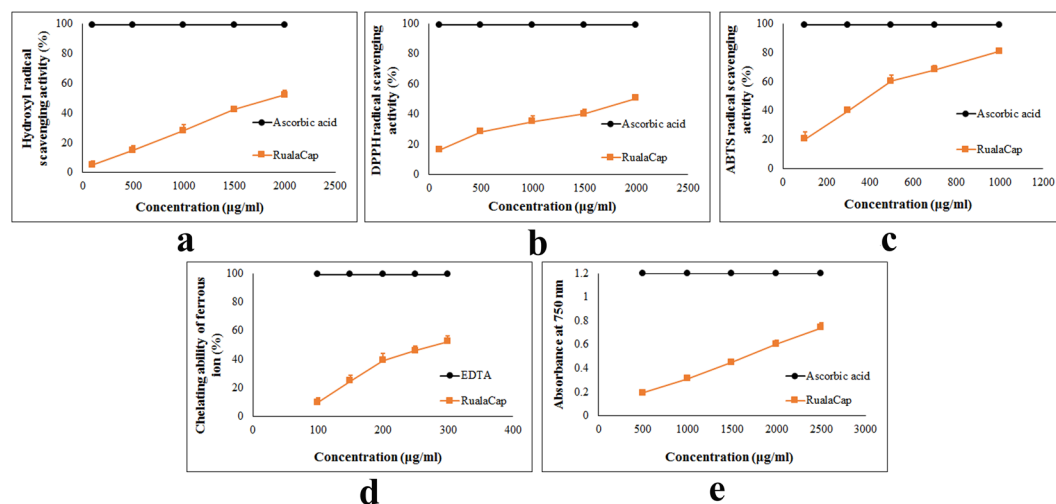 Hydroxyl radical
scavenging activity (%)
100
80
60
40
20
0
0 500 1000 1500 2000 2500
Concentration (µg/ml)
Ascorbic acid
RualaCap
a
DPPH radical scavenging
activity (%)
100
80
60
40
20
0
0 500 1000 1500 2000 2500
Concentration (µg/ml)
Ascorbic acid
RualaCap
b
ABTS radical scavenging
activity (%)
100
80
60
40
20
0
0 200 400 600 800 1000 1200
Concentration (µg/ml)
Ascorbic acid
RualaCap
c
Chelating ability of ferrous
ion (%)
100
80
60
40
20
0
0 100 200 300 400
Concentration (µg/ml)
EDTA
RualaCap
d
Absorbance at 750 nm
1.2
1
0.8
0.6
0.4
0.2
0
0 500 1000 1500 2000 2500 3000
Concentration (µg/ml)
Ascorbic acid
RualaCap
e